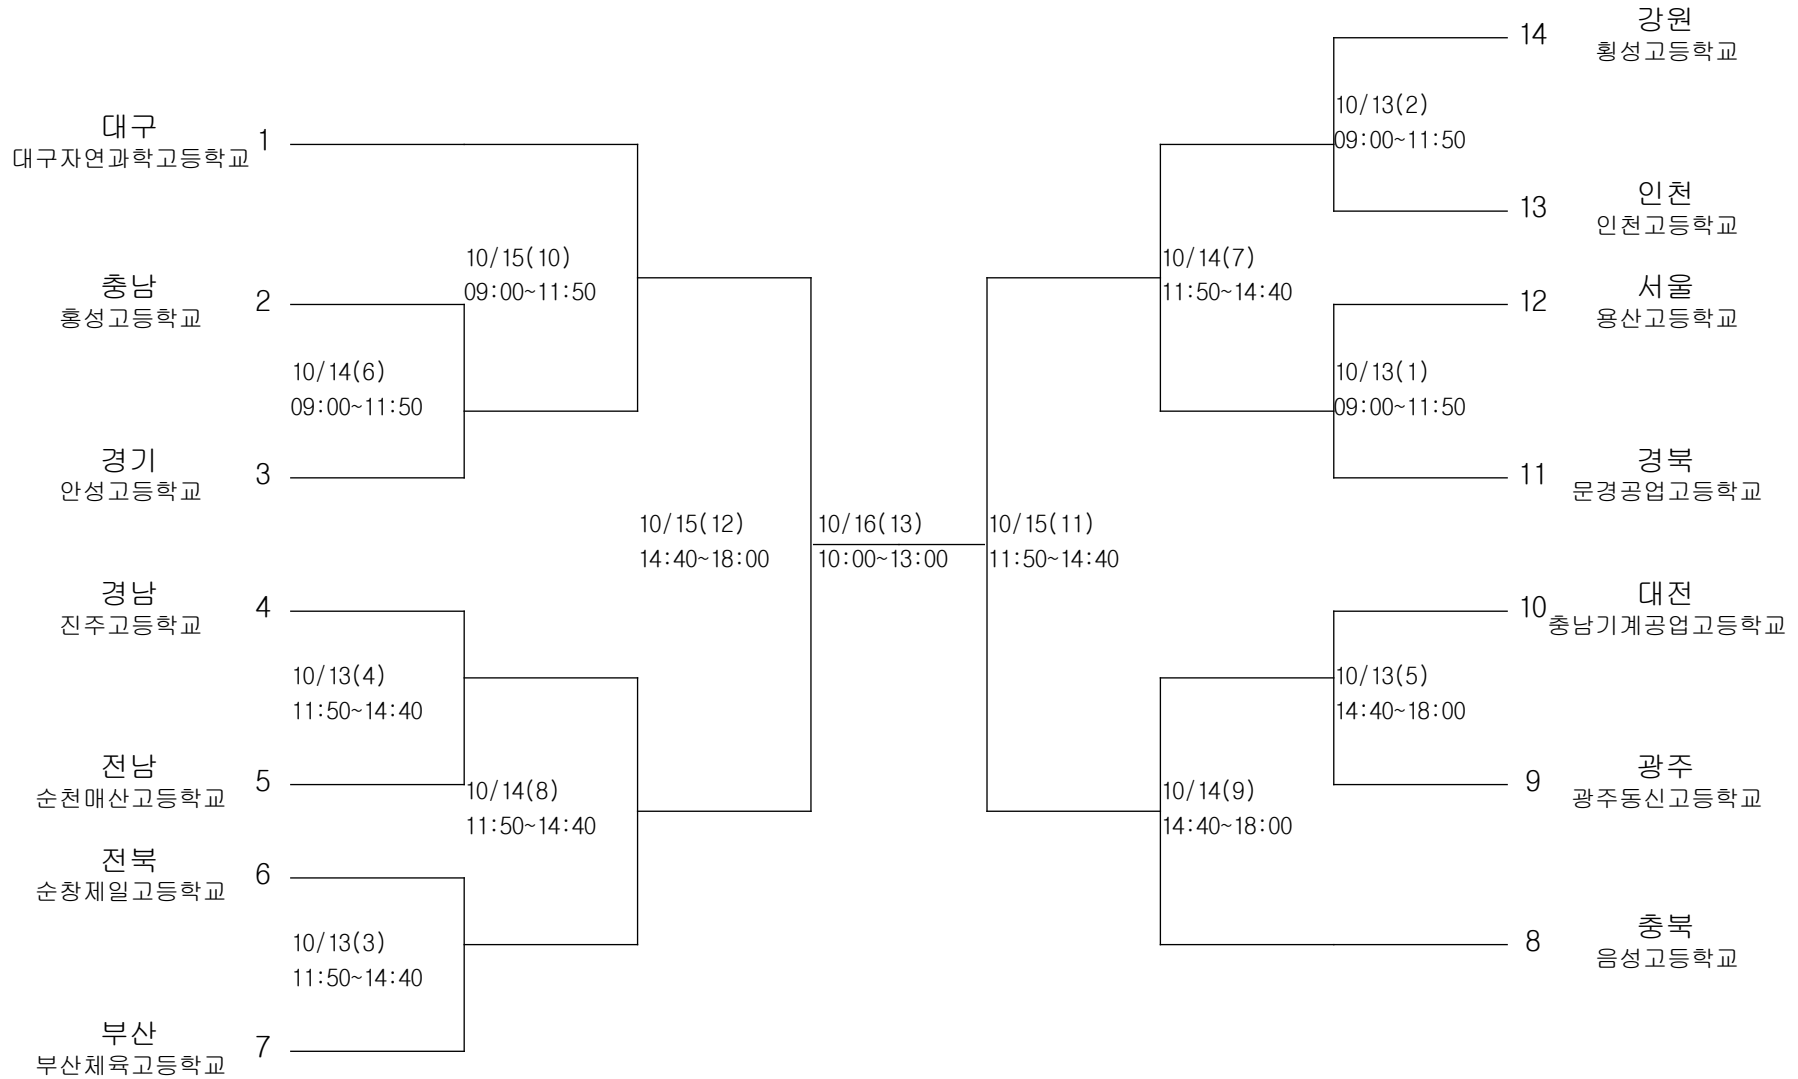 대구
대구자연과학고등학교
1
충남
홍성고등학교
2
경기
안성고등학교
3
경남
진주고등학교
4
전남
순천매산고등학교
5
전북
순창제일고등학교
6
부산
부산체육고등학교
7
10/14(6)
09:00~11:50
10/13(4)
11:50~14:40
10/13(3)
11:50~14:40
10/15(10)
09:00~11:50
10/14(8)
11:50~14:40
10/15(12)
14:40~18:00
10/16(13)
10:00~13:00
10/15(11)
11:50~14:40
10/14(7)
11:50~14:40
10/14(9)
14:40~18:00
10/13(2)
09:00~11:50
10/13(1)
09:00~11:50
10/13(5)
14:40~18:00
14
강원
횡성고등학교
13
인천
인천고등학교
12
서울
용산고등학교
11
경북
문경공업고등학교
10
대전
충남기계공업고등학교
9
광주
광주동신고등학교
8
충북
음성고등학교